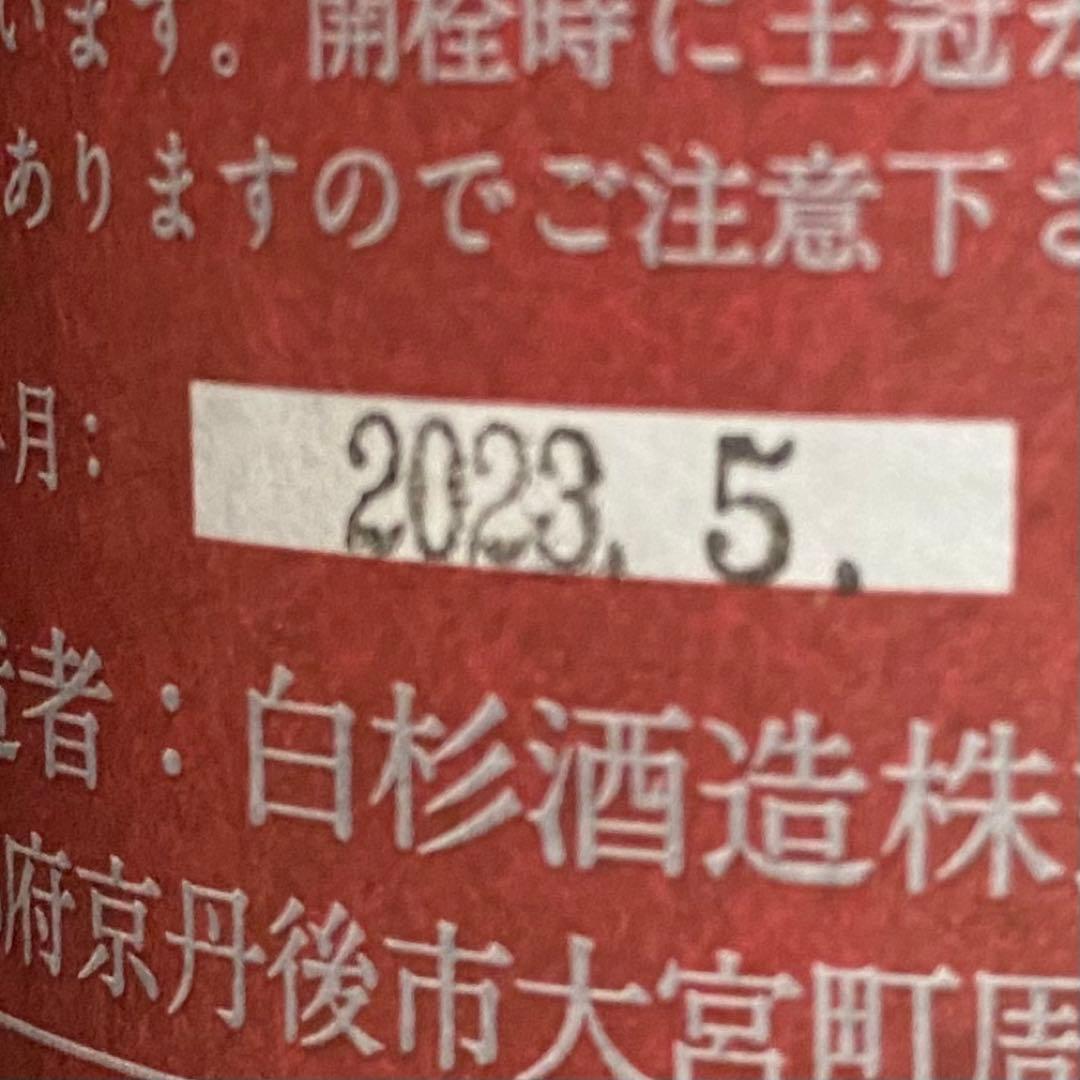 います。開栓時に王冠が
ありますのでご注意下さ
月: 2023. 5.
造者：白杉酒造株
府京丹後市大宮町周